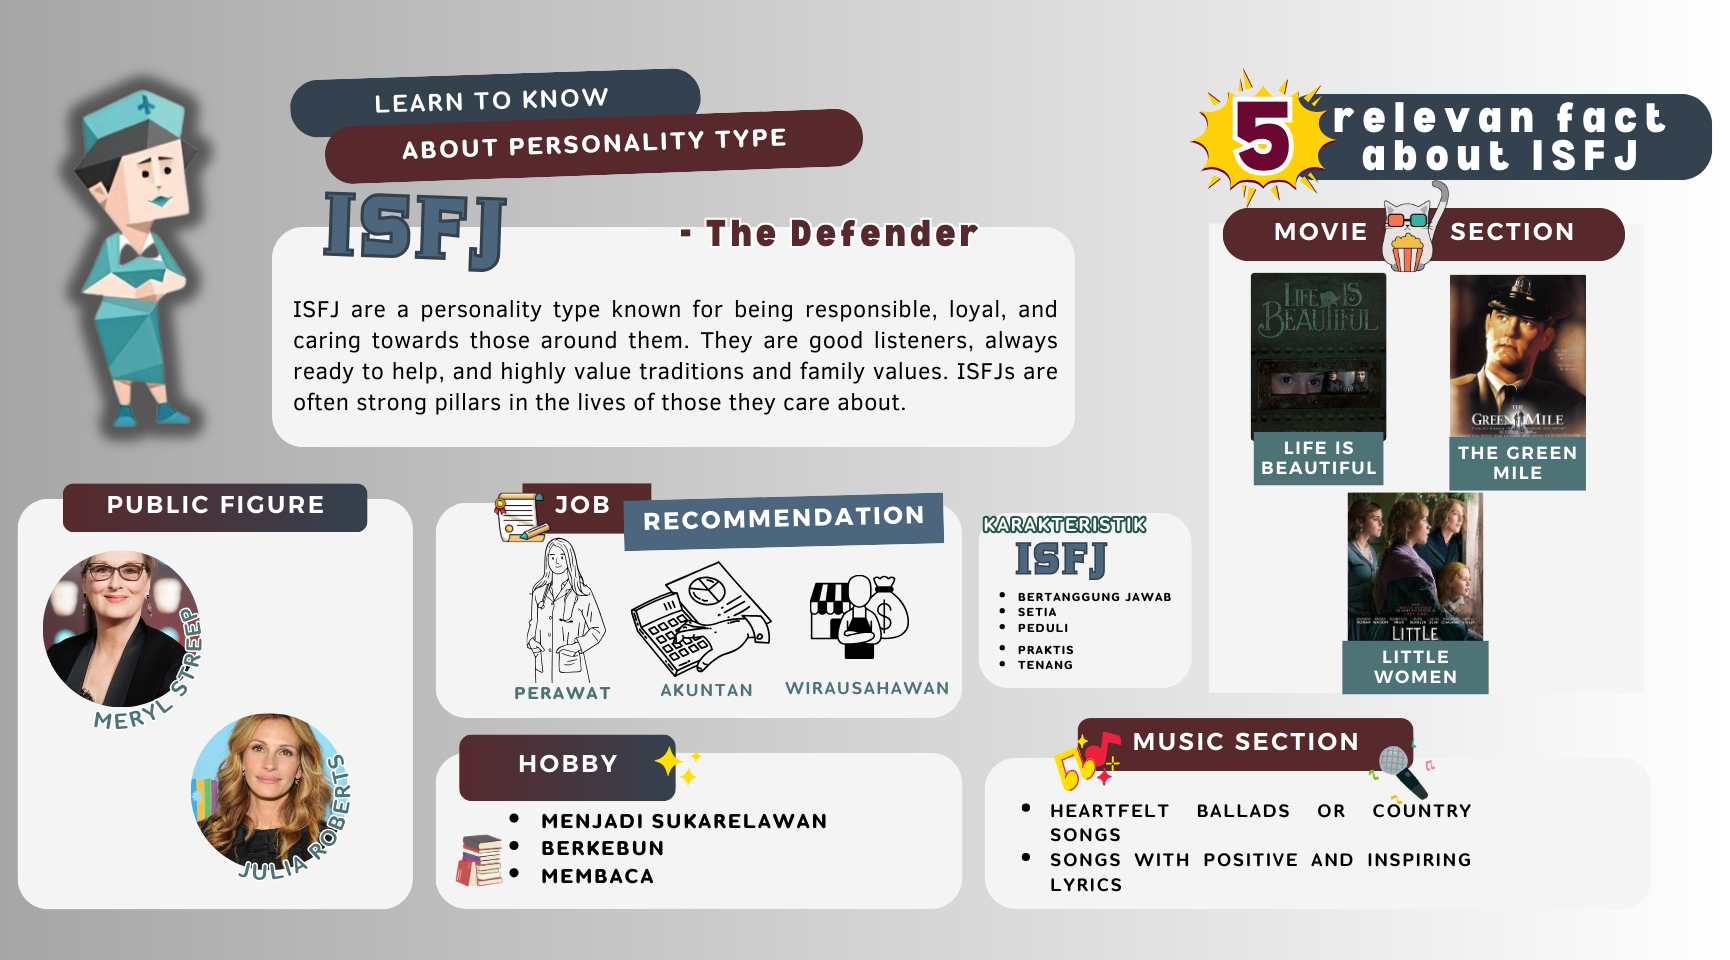 LEARN TO KNOW
ABOUT PERSONALITY TYPE
ISFJ
- The Defender
ISFJ are a personality type known for being responsible, loyal, and
caring towards those around them. They are good listeners, always
ready to help, and highly value traditions and family values. ISFJs are
often strong pillars in the lives of those they care about.
5
relevan fact
about ISFJ
MOVIE SECTION
LIFE IS
BEAUTIFUL
LIFE IS
BEAUTIFUL
THE
GREEN MILE
THE GREEN
MILE
LITTLE
LITTLE
WOMEN
PUBLIC FIGURE
MERYL STREEP
JULIA ROBERTS
JOB
RECOMMENDATION
PERAWAT
AKUNTAN
WIRAUSAHAWAN
KARAKTERISTIK
ISFJ
• BERTANGGUNG JAWAB
• SETIA
• PEDULI
• PRAKTIS
• TENANG
HOBBY
• MENJADI SUKARELAWAN
• BERKEBUN
• MEMBACA
MUSIC SECTION
• HEARTFELT BALLADS OR COUNTRY
SONGS
• SONGS WITH POSITIVE AND INSPIRING
LYRICS